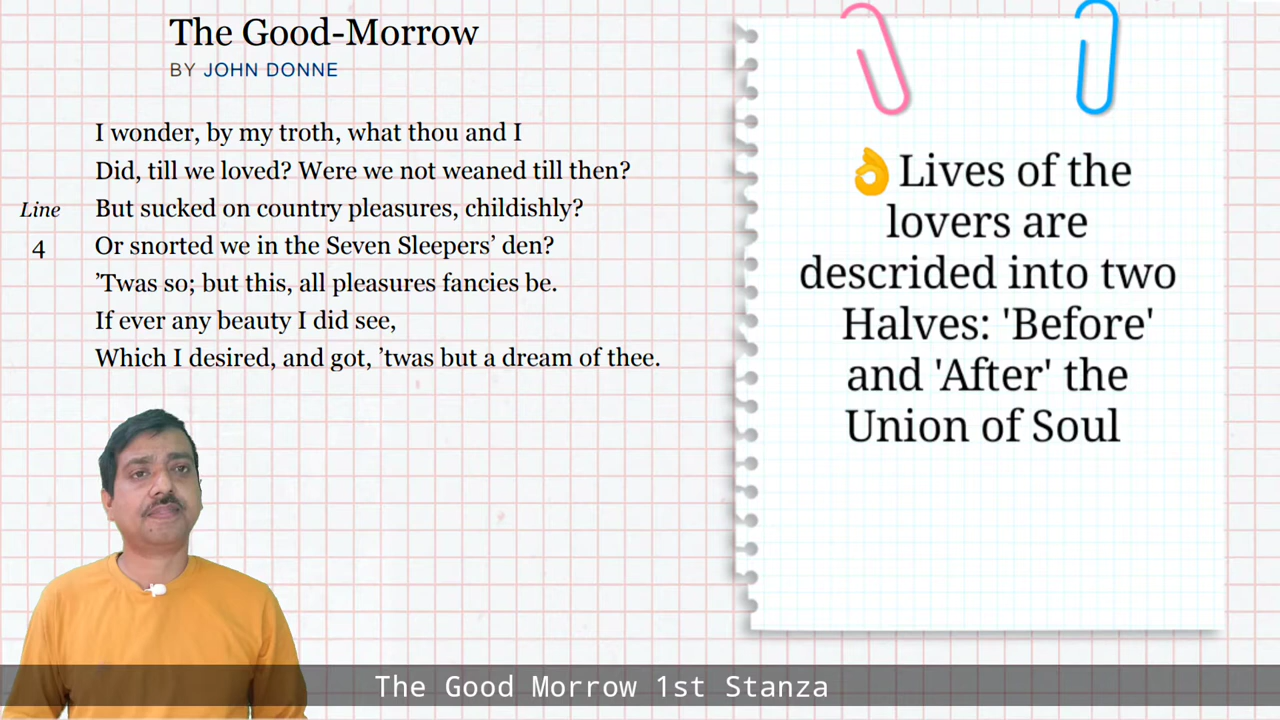 The Good-Morrow
BY JOHN DONNE
I wonder, by my troth, what thou and I
Did, till we loved? Were we not weaned till then?
Line But sucked on country pleasures, childishly?
4 Or snorted we in the Seven Sleepers’ den?
’Twas so; but this, all pleasures fancies be.
If ever any beauty I did see,
Which I desired, and got, ’twas but a dream of thee.
👌Lives of the
lovers are
descrided into two
Halves: 'Before'
and 'After' the
Union of Soul
The Good Morrow 1st Stanza